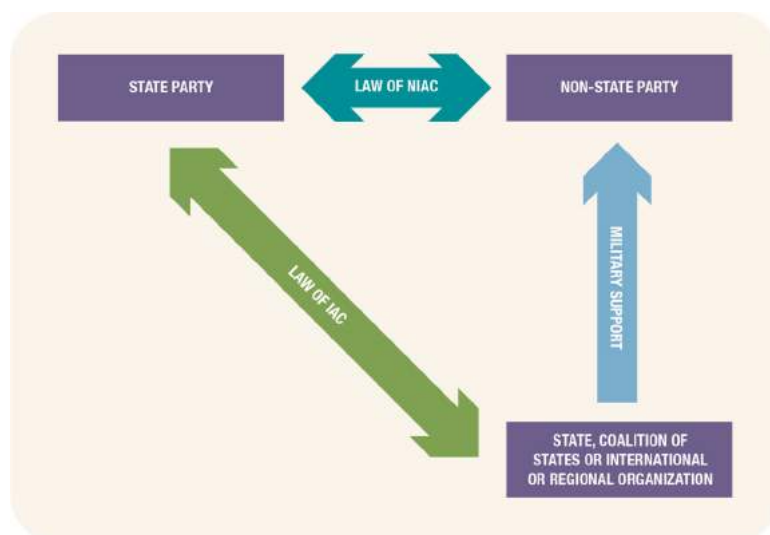 STATE PARTY
LAW OF NIAC
NON-STATE PARTY
LAW OF IAC
MILITARY SUPPORT
STATE, COALITION OF
STATES OR INTERNATIONAL
OR REGIONAL ORGANIZATION